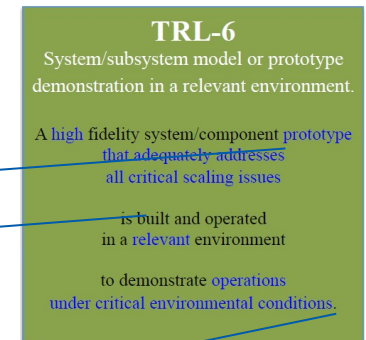 TRL-6
System/subsystem model or prototype
demonstration in a relevant environment.
A high fidelity system/component prototype
that adequately addresses
all critical scaling issues
is built and operated
in a relevant environment
to demonstrate operations
under critical environmental conditions.